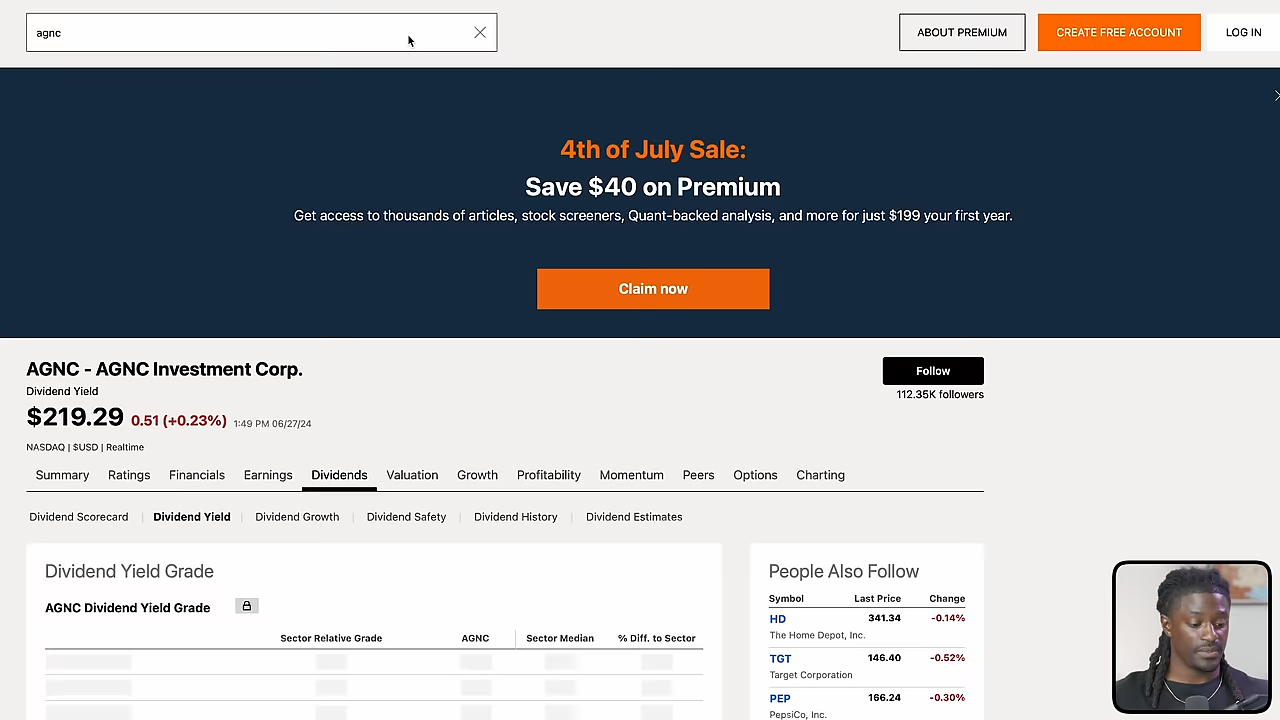 agnc
ABOUT PREMIUM
CREATE FREE ACCOUNT
LOG IN
4th of July Sale:
Save $40 on Premium
Get access to thousands of articles, stock screeners, Quant-backed analysis, and more for just $199 your first year.
Claim now
AGNC - AGNC Investment Corp.
Dividend Yield
$219.29 0.51 (+0.23%) 1:49 PM 06/27/24
NASDAQ | $USD | Realtime
Follow
112.35K followers
Summary Ratings Financials Earnings Dividends Valuation Growth Profitability Momentum Peers Options Charting
Dividend Scorecard | Dividend Yield | Dividend Growth | Dividend Safety | Dividend History | Dividend Estimates
Dividend Yield Grade
AGNC Dividend Yield Grade
Sector Relative Grade AGNC Sector Median % Diff. to Sector
People Also Follow
Symbol Last Price Change
HD 341.34 -0.14%
The Home Depot, Inc.
TGT 146.40 -0.52%
Target Corporation
PEP 166.24 -0.30%
PepsiCo, Inc.